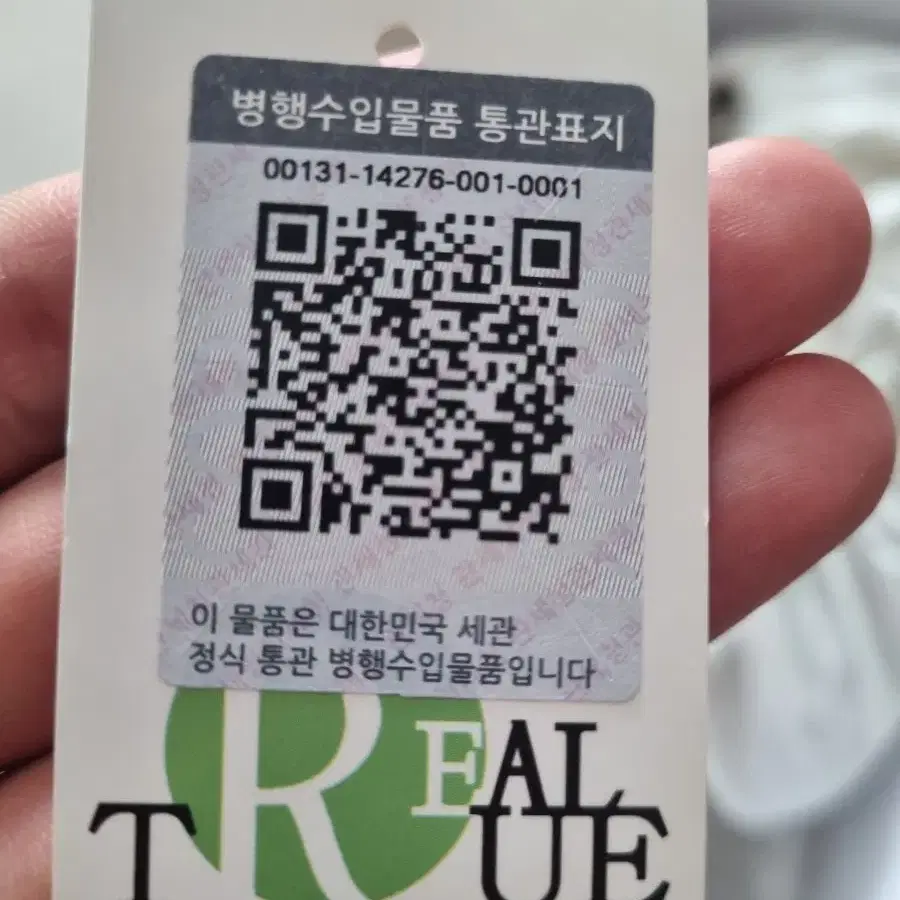 병행수입물품 통관표지
00131-14276-001-0001
이 물품은 대한민국 세관
정식 통관 병행수입물품입니다
REAL
TRUE